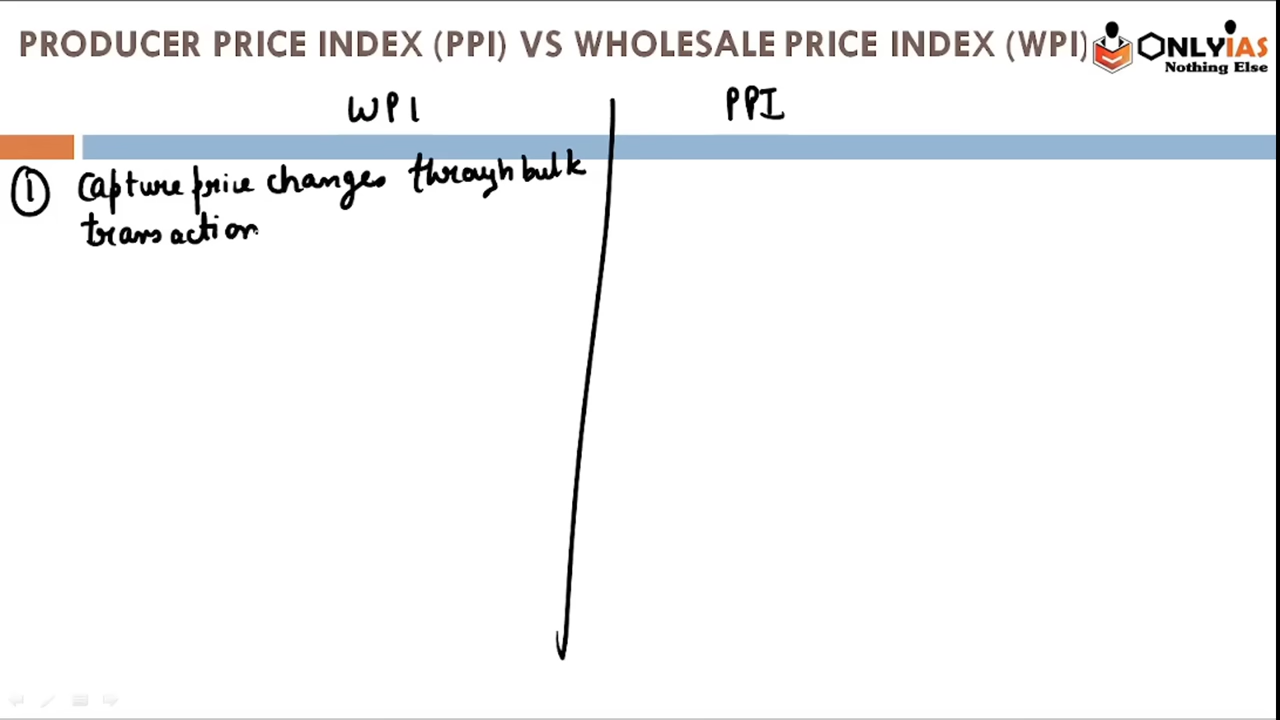 PRODUCER PRICE INDEX (PPI) VS WHOLESALE PRICE INDEX (WPI)
ONLYIAS
Nothing Else
WPI
PPI
① Capture price changes through bulk
transaction